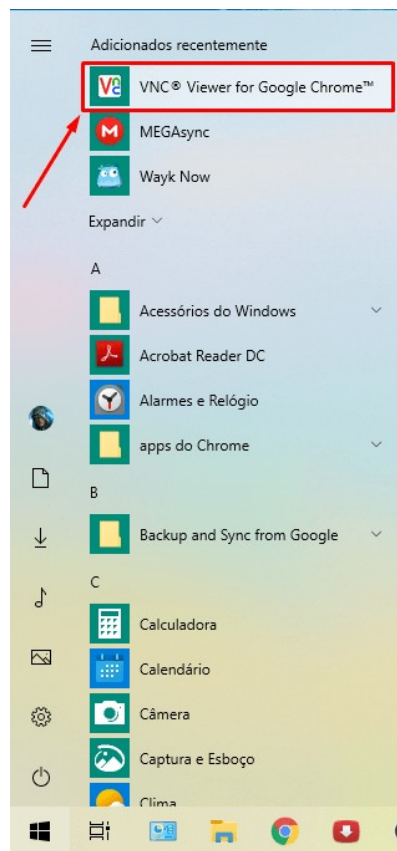 Adicionados recentemente
VNC® Viewer for Google Chrome™
MEGAsync
Wayk Now
Expandir
A
Acessórios do Windows
Acrobat Reader DC
Alarmes e Relógio
apps do Chrome
B
Backup and Sync from Google
C
Calculadora
Calendário
Câmera
Captura e Esboço
Clima